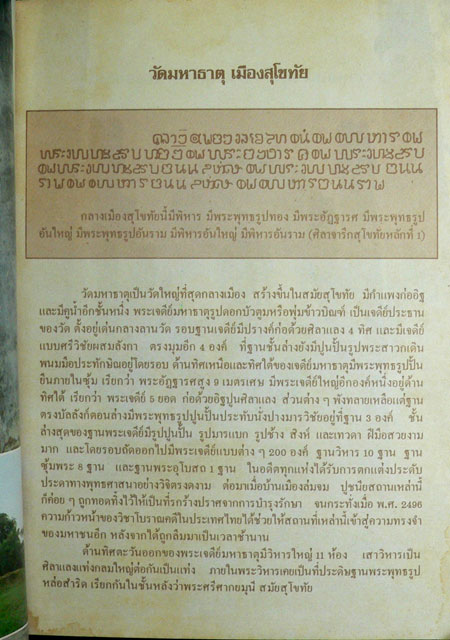 วัดมหาธาตุ เมืองสุโขทัย
กลางเมืองสุโขทัยนี้มีพิหาร มีพระพุทธรูปทอง มีพระอัฏฐารศ มีพระพุทธรูป
อันใหญ่ มีพระพุทธรูปอันราม มีพิหารอันใหญ่ มีพิหารอันราม (ศิลาจารึกสุโขทัยหลักที่ 1)
วัดมหาธาตุเป็นวัดใหญ่ที่สุดกลางเมือง สร้างขึ้นในสมัยสุโขทัย มีกำแพงก่ออิฐ
และมีคูน้ำอีกชั้นหนึ่ง พระเจดีย์มหาธาตุรูปดอกบัวตูมหรือพุ่มข้าวบิณฑ์ เป็นเจดีย์ประธาน
ของวัด ตั้งอยู่เด่นกลางลานวัด รอบฐานเจดีย์มีปรางค์ก่อด้วยศิลาแลง 4 ทิศ และมีเจดีย์
แบบศรีวิชัยผสมลังกา ตรงมุมอีก 4 องค์ ที่ฐานชั้นล่างยังมีปูนปั้นรูปพระสาวกเดิน
พนมมือประทักษิณอยู่โดยรอบ ด้านทิศเหนือและทิศใต้ของเจดีย์มหาธาตุมีพระพุทธรูปปั้น
ยืนภายในซุ้ม เรียกว่า พระอัฏฐารศสูง 9 เมตรเศษ มีพระเจดีย์ใหญ่อีกองค์หนึ่งอยู่ด้าน
ทิศใต้ เรียกว่า พระเจดีย์ 5 ยอด ก่อด้วยอิฐปูนศิลาแลง ส่วนต่าง ๆ พังทลายเหลือแต่ฐาน
ตรงบัลลังก์ตอนล่างมีพระพุทธรูปปูนปั้นประทับนั่งปางมารวิชัยอยู่ที่ฐาน 3 องค์ ชั้น
ล่างสุดของฐานพระเจดีย์มีรูปปูนปั้น รูปมารแบก รูปช้าง สิงห์ และเทวดา ฝีมือสวยงาม
มาก และโดยรอบถัดออกไปมีพระเจดีย์แบบต่าง ๆ 200 องค์ ฐานวิหาร 10 ฐาน ฐาน
ซุ้มพระ 8 ฐาน และฐานพระอุโบสถ 1 ฐาน ในอดีตทุกแห่งได้รับการตกแต่งประดับ
ประดาทางพุทธศาสนาอย่างวิจิตรงดงาม ต่อมาเมื่อบ้านเมืองล่มจม ปูชนียสถานเหล่านี้
ก็ค่อย ๆ ถูกทอดทิ้งไว้ให้เป็นที่รกร้างปราศจากการบำรุงรักษา จนกระทั่งเมื่อ พ.ศ. 2496
ความก้าวหน้าของวิชาโบราณคดีในประเทศไทยได้ช่วยให้สถานที่เหล่านี้เข้าสู่ความทรงจำ
ของมหาชนอีก หลังจากได้ถูกลืมมาเป็นเวลาช้านาน
ด้านทิศตะวันออกของพระเจดีย์มหาธาตุมีวิหารใหญ่ 11 ห้อง เสาวิหารเป็น
ศิลาแลงแท่งกลมใหญ่ต่อกันเป็นแท่ง ภายในพระวิหารเคยเป็นที่ประดิษฐานพระพุทธรูป
หล่อสำริด เรียกกันในชั้นหลังว่าพระศรีศากยมุนี สมัยสุโขทัย